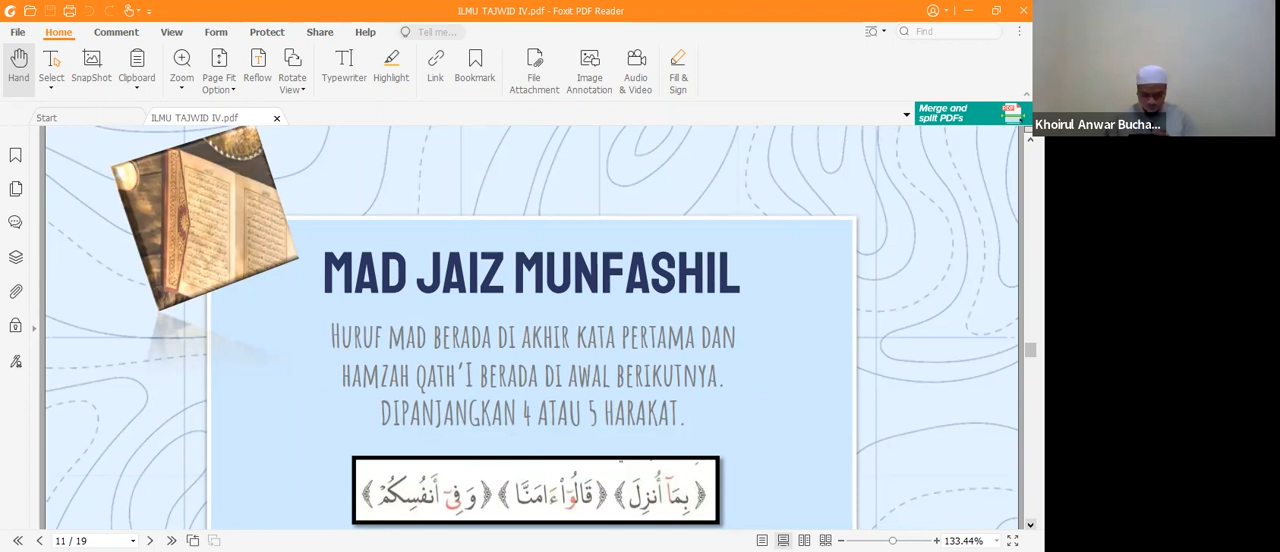 ILMU TAJWID IV.pdf - Foxit PDF Reader
File Home Comment View Form Protect Share Help Tell me... Find
Hand Select SnapShot Clipboard Zoom Page Fit Option Reflow Rotate View Typewriter Highlight Link Bookmark File Attachment Image Annotation Audio & Video Fill & Sign
Start ILMU TAJWID IV.pdf
Merge and split PDFs
Khoirul Anwar Bucha...
MAD JAIZ MUNFASHIL
HURUF MAD BERADA DI AKHIR KATA PERTAMA DAN
HAMZAH QATH'I BERADA DI AWAL BERIKUTNYA.
DIPANJANGKAN 4 ATAU 5 HARAKAT.
﴿بِمَآ أُنزِلَ﴾ ﴿قَالُوٓا۟ ءَامَنَّا﴾ ﴿وَفِىٓ أَنفُسِكُمْ﴾
11 / 19
133.44%